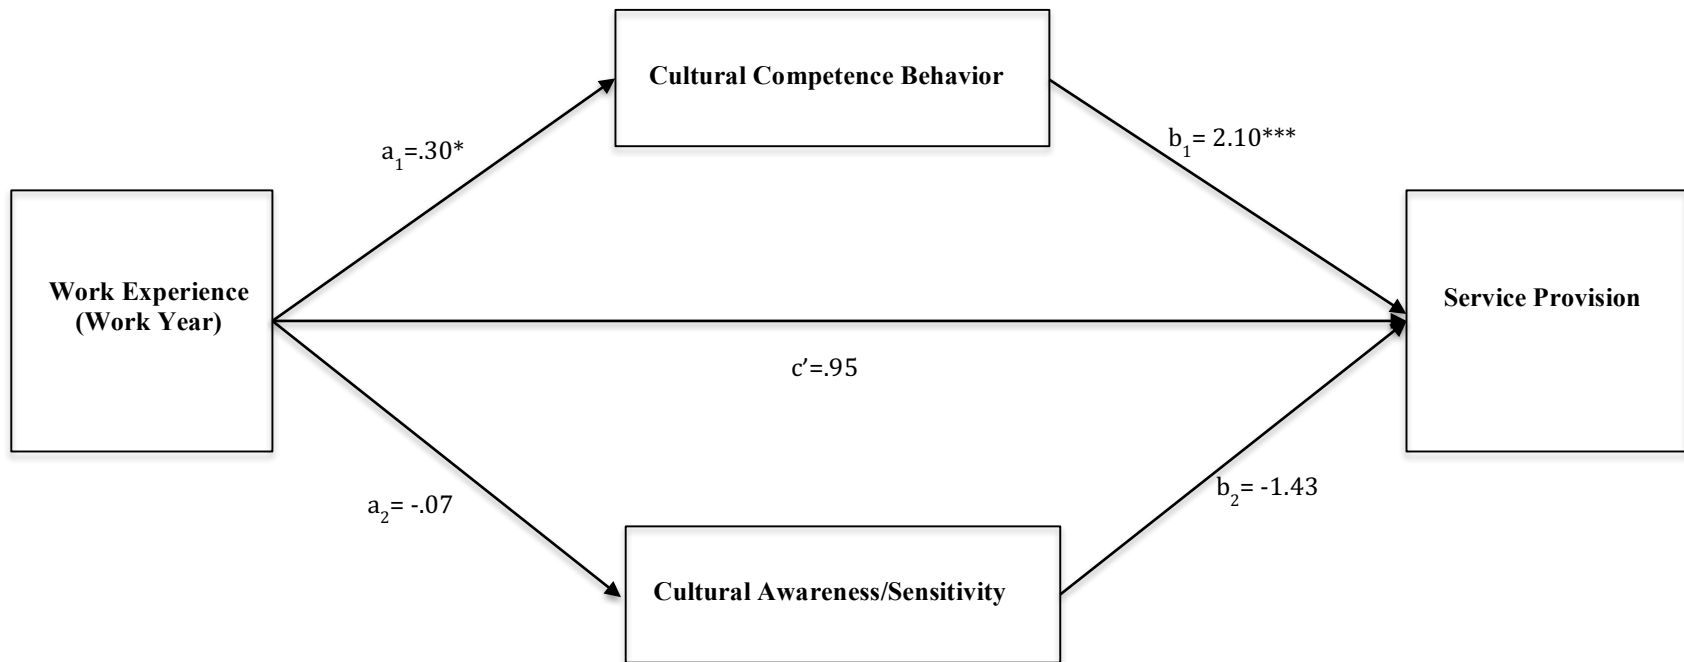 Cultural Competence Behavior
a₁=.30*
b₁= 2.10***
Work Experience
(Work Year)
Service Provision
c’=.95
a₂= -.07
b₂= -1.43
Cultural Awareness/Sensitivity